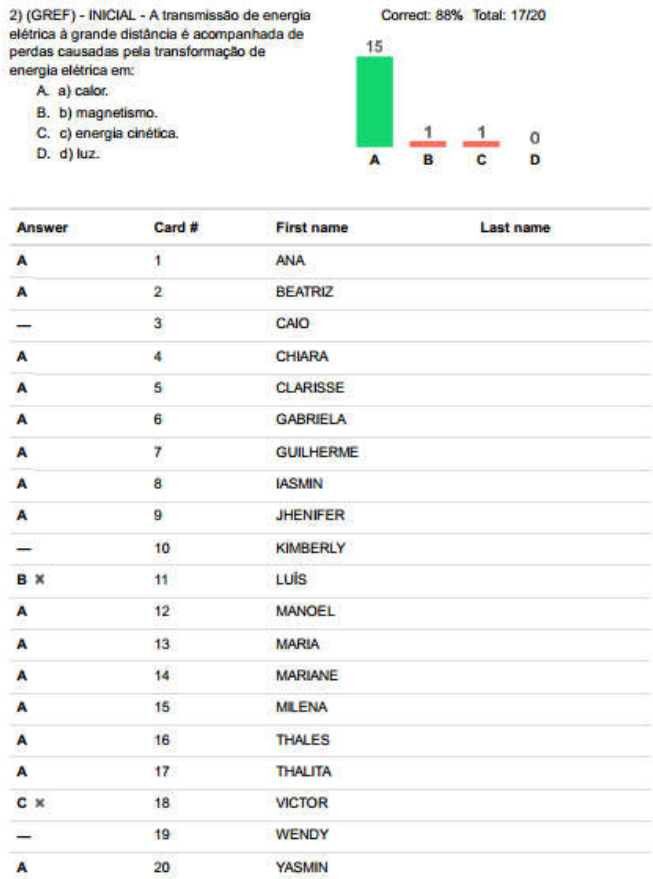 2) (GREF) - INICIAL - A transmissão de energia
elétrica à grande distância é acompanhada de
perdas causadas pela transformação de
energia elétrica em:
A. a) calor.
B. b) magnetismo.
C. c) energia cinética.
D. d) luz.
Correct: 88% Total: 17/20
15
1
1
0
A B C D
Answer Card # First name Last name
A 1 ANA
A 2 BEATRIZ
— 3 CAIO
A 4 CHIARA
A 5 CLARISSE
A 6 GABRIELA
A 7 GUILHERME
A 8 IASMIN
A 9 JHENIFER
— 10 KIMBERLY
B × 11 LUÍS
A 12 MANOEL
A 13 MARIA
A 14 MARIANE
A 15 MILENA
A 16 THALES
A 17 THALITA
C × 18 VICTOR
— 19 WENDY
A 20 YASMIN